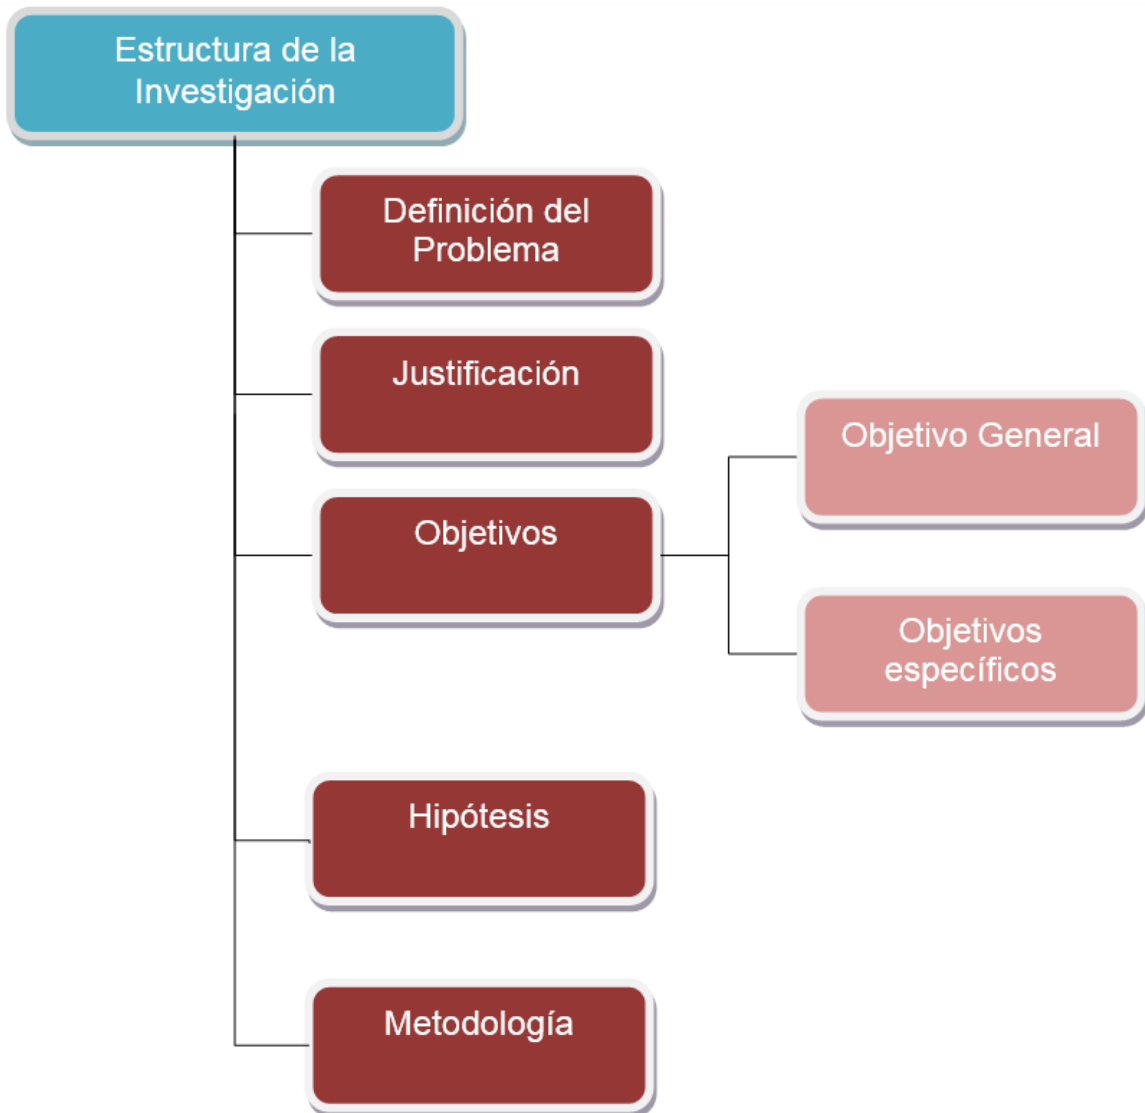 Estructura de la
Investigación
Definición del
Problema
Justificación
Objetivos
Objetivo General
Objetivos
específicos
Hipótesis
Metodología